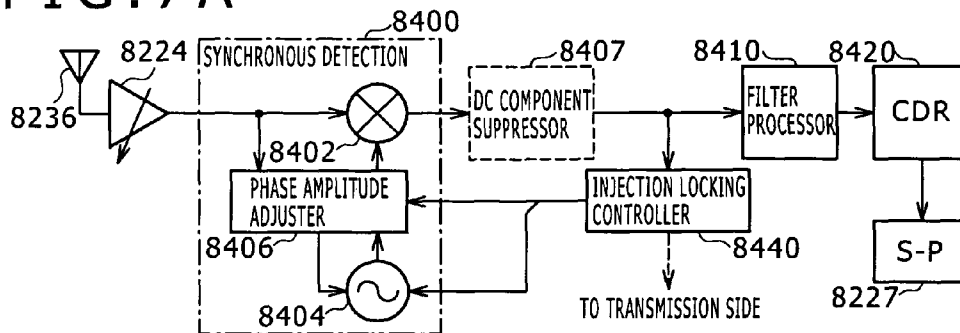 FIG. 7A
8236
8224
8400
SYNCHRONOUS DETECTION
8402
PHASE AMPLITUDE
ADJUSTER
8406
8404
8407
DC COMPONENT
SUPPRESSOR
INJECTION LOCKING
CONTROLLER
8440
TO TRANSMISSION SIDE
8410
FILTER
PROCESSOR
8420
CDR
S-P
8227